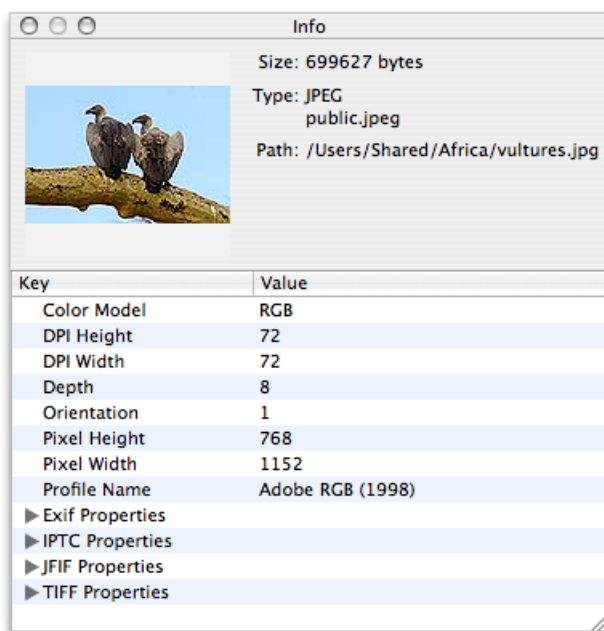 Info
Size: 699627 bytes
Type: JPEG
public.jpeg
Path: /Users/Shared/Africa/vultures.jpg
Key Value
Color Model RGB
DPI Height 72
DPI Width 72
Depth 8
Orientation 1
Pixel Height 768
Pixel Width 1152
Profile Name Adobe RGB (1998)
Exif Properties
IPTC Properties
JFIF Properties
TIFF Properties